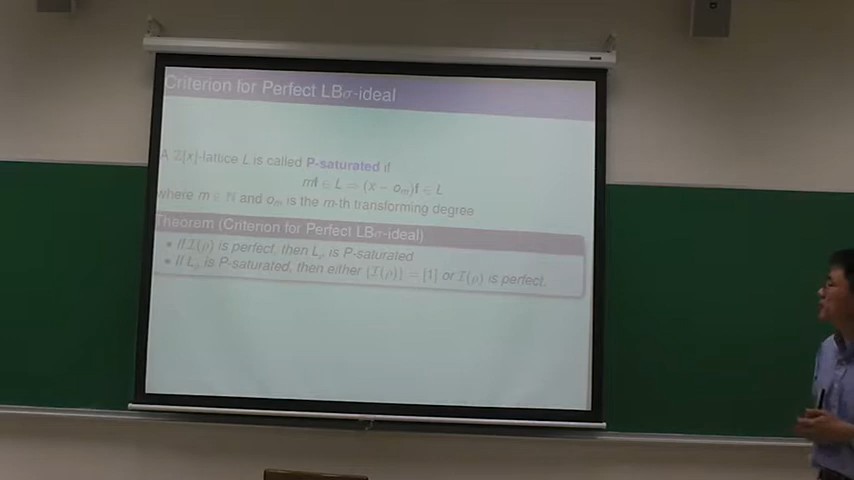 Criterion for Perfect LBσ-ideal
A ℤ[x]-lattice L is called P-saturated if
mf ∈ L ⇒ (x − o_m)f ∈ L
where m ∈ ℕ and o_m is the m-th transforming degree
Theorem (Criterion for Perfect LBσ-ideal)
• If I(ρ) is perfect, then L_ρ is P-saturated
• If L_ρ is P-saturated, then either {I(ρ)} = [1] or I(ρ) is perfect.